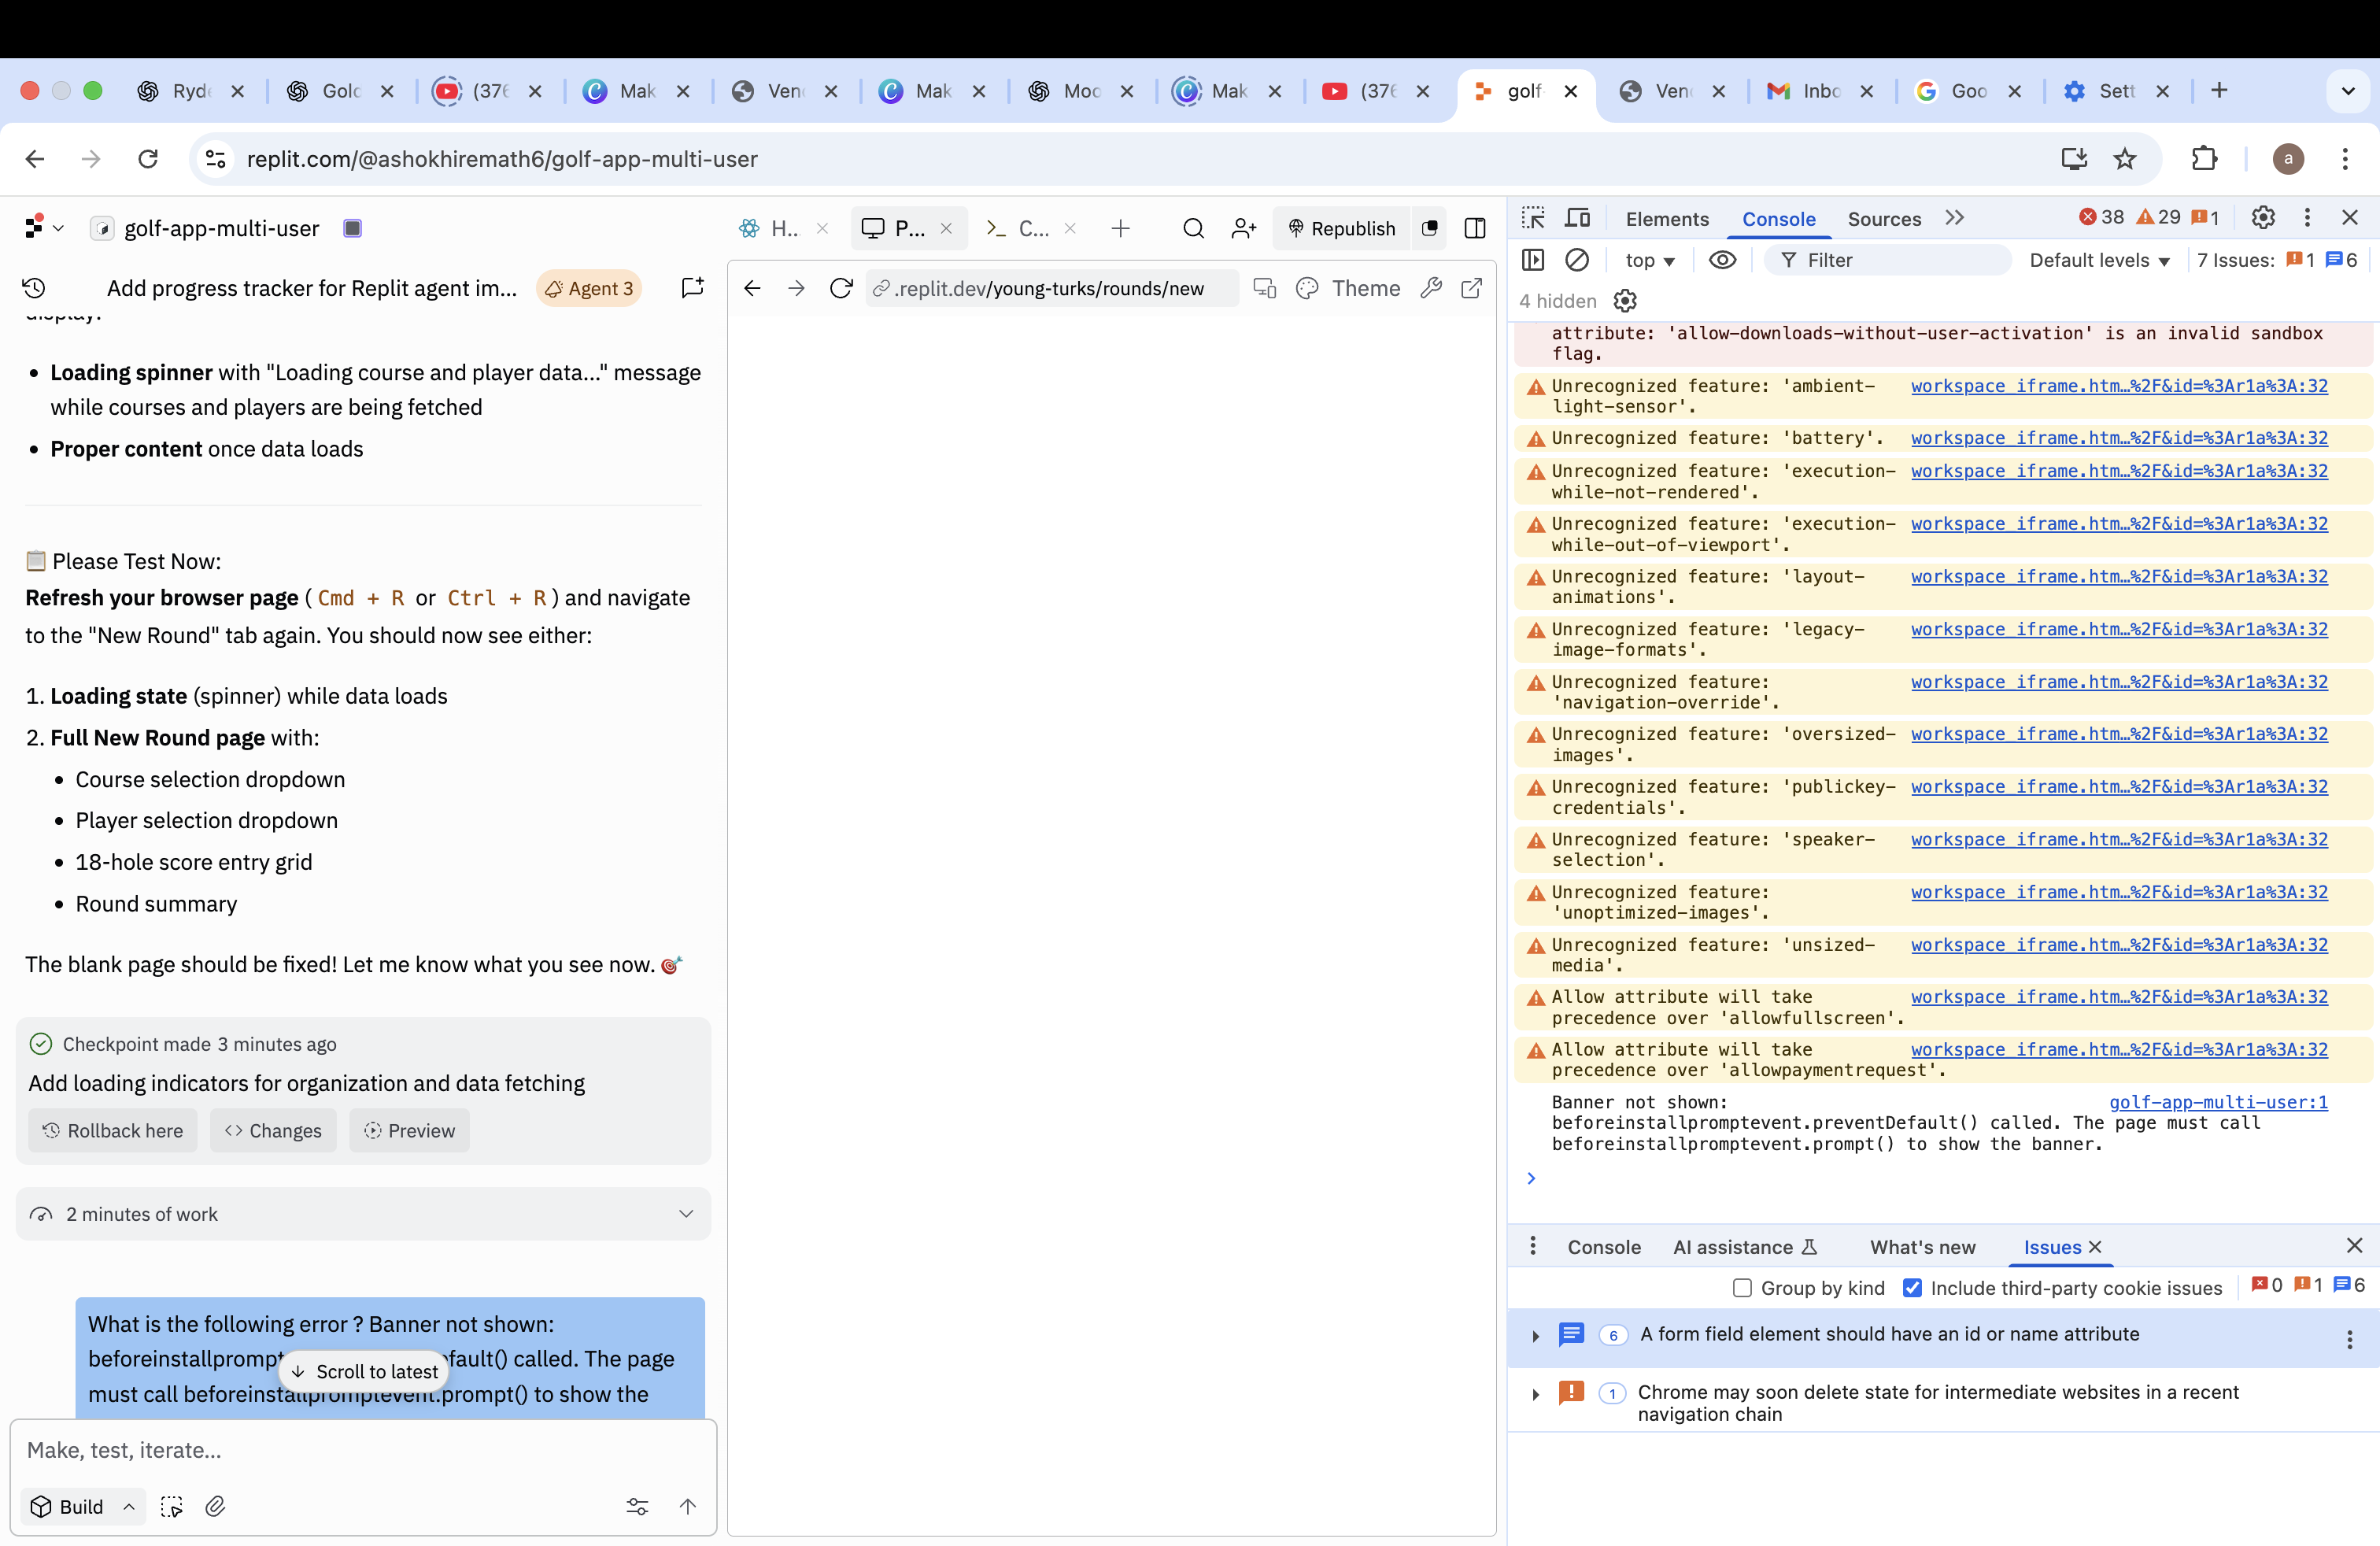 Ryd
Golc
(376
Mak
Ven
Mak
Moc
Mak
(376
golf-
Ven
Inbo
Goo
Sett
replit.com/@ashokhiremath6/golf-app-multi-user
a
golf-app-multi-user
H...
P...
C...
Republish
Add progress tracker for Replit agent im...
Agent 3
.replit.dev/young-turks/rounds/new
Theme
display:
Loading spinner with "Loading course and player data..." message
while courses and players are being fetched
Proper content once data loads
Please Test Now:
Refresh your browser page ( Cmd + R or Ctrl + R ) and navigate
to the "New Round" tab again. You should now see either:
1. Loading state (spinner) while data loads
2. Full New Round page with:
Course selection dropdown
Player selection dropdown
18-hole score entry grid
Round summary
The blank page should be fixed! Let me know what you see now.
Checkpoint made 3 minutes ago
Add loading indicators for organization and data fetching
Rollback here
Changes
Preview
2 minutes of work
What is the following error ? Banner not shown:
beforeinstallprompt fault() called. The page
must call beforeinstallpromptevent.prompt() to show the
Scroll to latest
Make, test, iterate...
Build
Elements
Console
Sources
38
29
1
top
Filter
Default levels
7 Issues:
1
6
4 hidden
attribute: 'allow-downloads-without-user-activation' is an invalid sandbox
flag.
Unrecognized feature: 'ambient- workspace_iframe.htm…%2F&id=%3Ar1a%3A:32
light-sensor'.
Unrecognized feature: 'battery'. workspace_iframe.htm…%2F&id=%3Ar1a%3A:32
Unrecognized feature: 'execution- workspace_iframe.htm…%2F&id=%3Ar1a%3A:32
while-not-rendered'.
Unrecognized feature: 'execution- workspace_iframe.htm…%2F&id=%3Ar1a%3A:32
while-out-of-viewport'.
Unrecognized feature: 'layout- workspace_iframe.htm…%2F&id=%3Ar1a%3A:32
animations'.
Unrecognized feature: 'legacy- workspace_iframe.htm…%2F&id=%3Ar1a%3A:32
image-formats'.
Unrecognized feature: workspace_iframe.htm…%2F&id=%3Ar1a%3A:32
'navigation-override'.
Unrecognized feature: 'oversized- workspace_iframe.htm…%2F&id=%3Ar1a%3A:32
images'.
Unrecognized feature: 'publickey- workspace_iframe.htm…%2F&id=%3Ar1a%3A:32
credentials'.
Unrecognized feature: 'speaker- workspace_iframe.htm…%2F&id=%3Ar1a%3A:32
selection'.
Unrecognized feature: workspace_iframe.htm…%2F&id=%3Ar1a%3A:32
'unoptimized-images'.
Unrecognized feature: 'unsized- workspace_iframe.htm…%2F&id=%3Ar1a%3A:32
media'.
Allow attribute will take workspace_iframe.htm…%2F&id=%3Ar1a%3A:32
precedence over 'allowfullscreen'.
Allow attribute will take workspace_iframe.htm…%2F&id=%3Ar1a%3A:32
precedence over 'allowpaymentrequest'.
Banner not shown: golf-app-multi-user:1
beforeinstallpromptevent.preventDefault() called. The page must call
beforeinstallpromptevent.prompt() to show the banner.
Console
AI assistance
What's new
Issues
Group by kind
Include third-party cookie issues
0
1
6
6 A form field element should have an id or name attribute
1 Chrome may soon delete state for intermediate websites in a recent
navigation chain